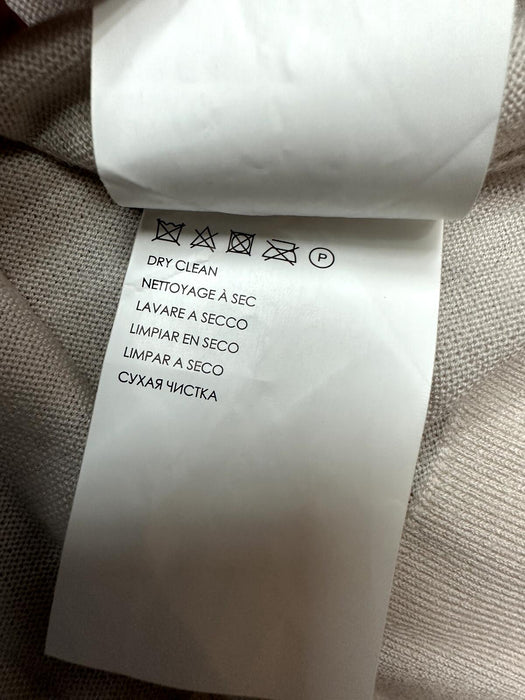 P
DRY CLEAN
NETTOYAGE À SEC
LAVARE A SECCO
LIMPIAR EN SECO
LIMPAR A SECO
СУХАЯ ЧИСТКА